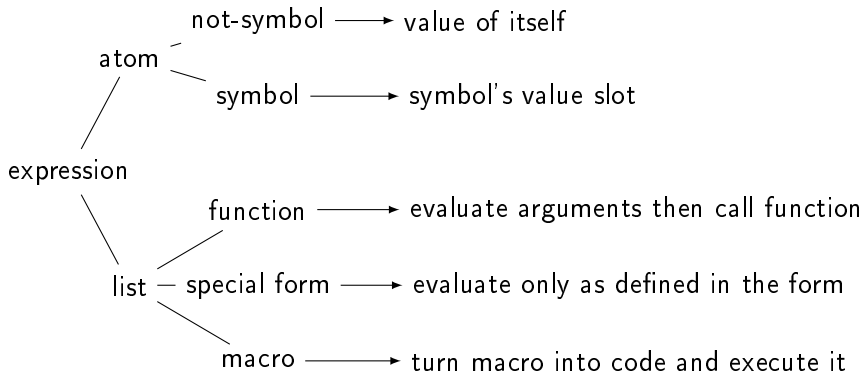 not-symbol value of itself
atom
symbol symbol's value slot
expression
function evaluate arguments then call function
list special form evaluate only as defined in the form
macro turn macro into code and execute it